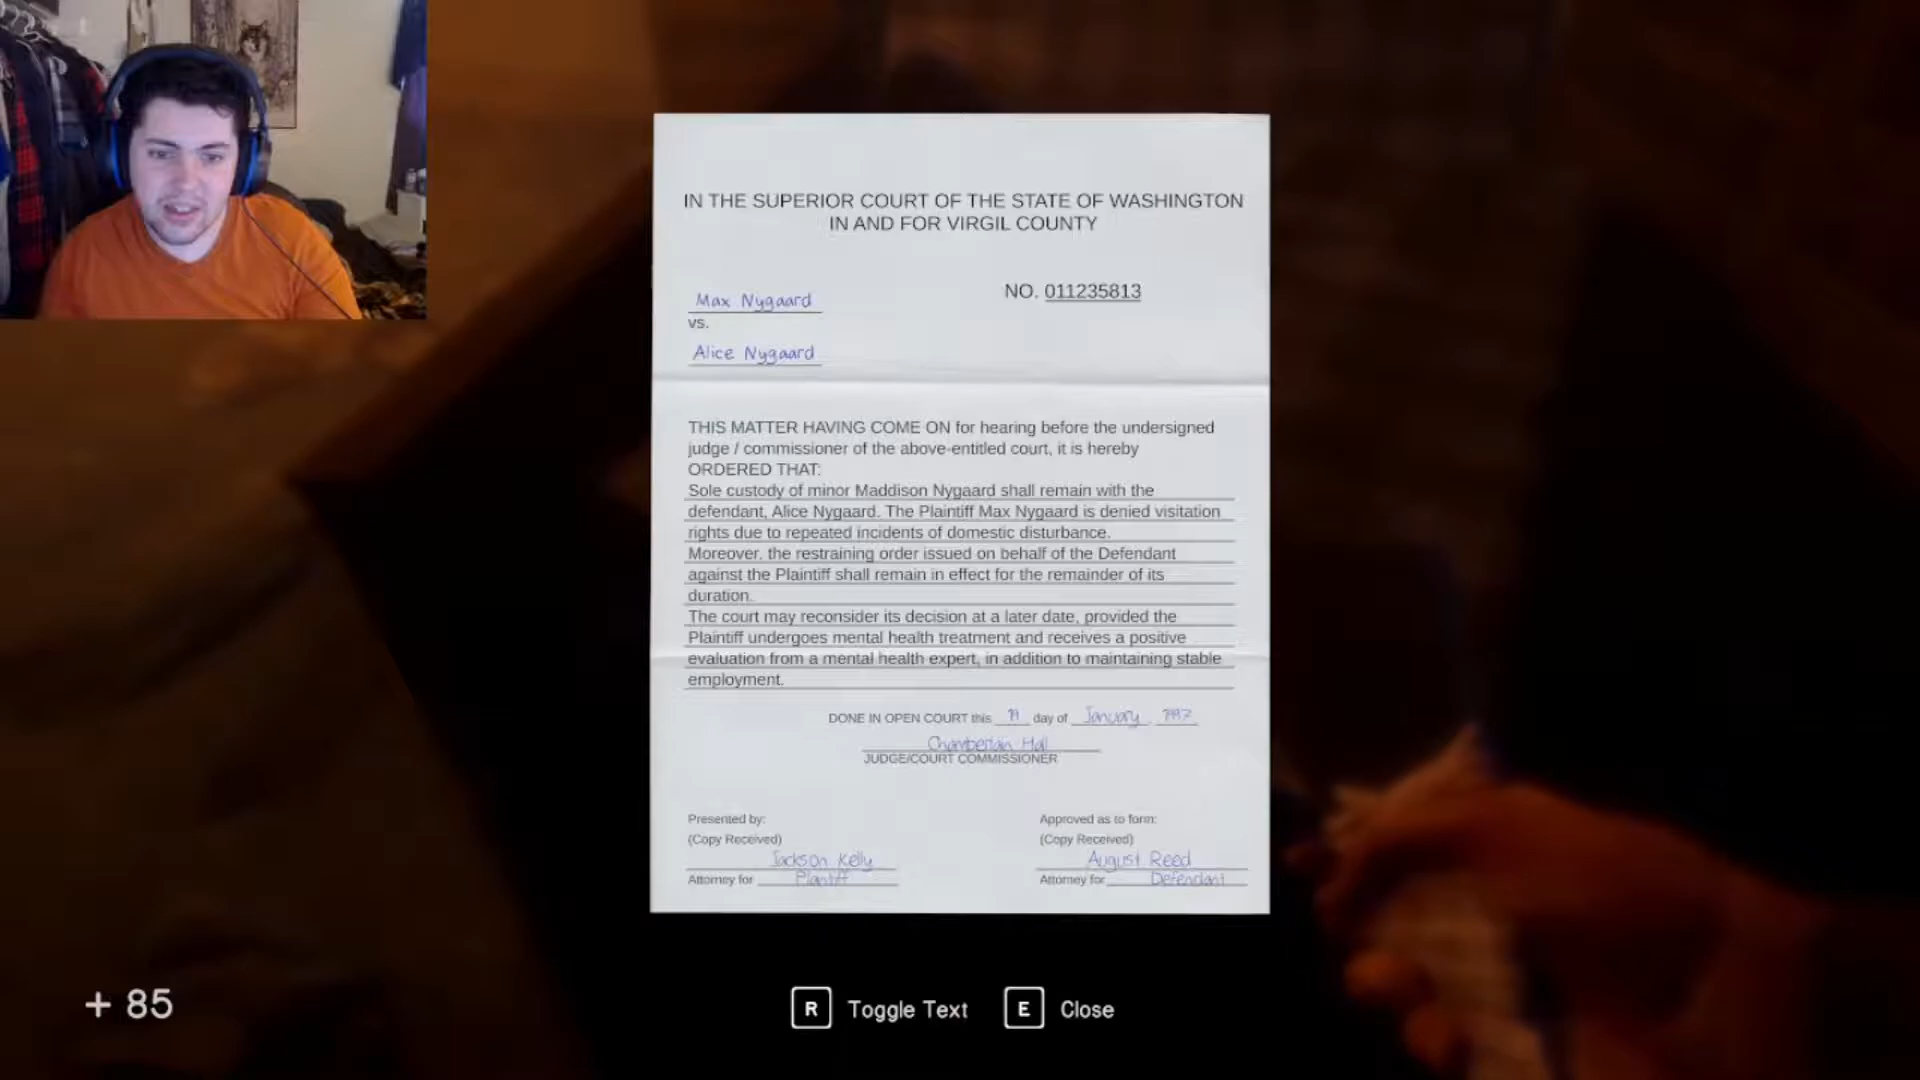 IN THE SUPERIOR COURT OF THE STATE OF WASHINGTON
IN AND FOR VIRGIL COUNTY
NO. 011235813
Max Nygaard
vs.
Alice Nygaard
THIS MATTER HAVING COME ON for hearing before the undersigned
judge / commissioner of the above-entitled court, it is hereby
ORDERED THAT:
Sole custody of minor Maddison Nygaard shall remain with the
defendant, Alice Nygaard. The Plaintiff Max Nygaard is denied visitation
rights due to repeated incidents of domestic disturbance.
Moreover, the restraining order issued on behalf of the Defendant
against the Plaintiff shall remain in effect for the remainder of its
duration.
The court may reconsider its decision at a later date, provided the
Plaintiff undergoes mental health treatment and receives a positive
evaluation from a mental health expert, in addition to maintaining stable
employment.
DONE IN OPEN COURT this day of January
JUDGE/COURT COMMISSIONER
Presented by:
(Copy Received)
Jackson Kelly
Attorney for Plaintiff
Approved as to form:
(Copy Received)
August Reed
Attorney for Defendant
+ 85
R Toggle Text E Close